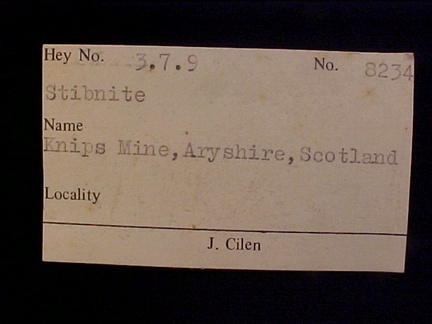 Hey No. 3.7.9 No. 8234
Stibnite
Name
Knips Mine, Aryshire, Scotland
Locality
J. Cilen